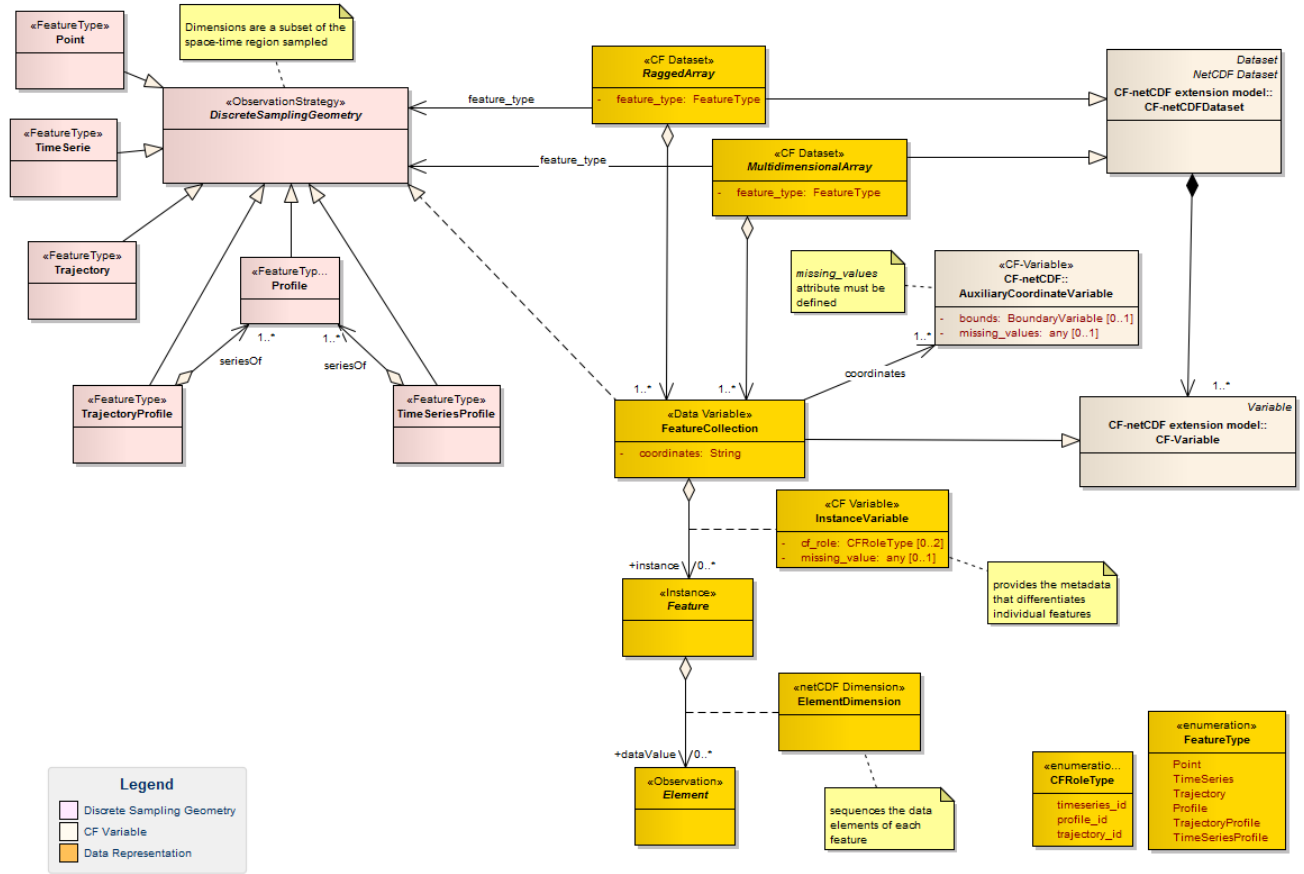 «FeatureType»
Point
Dimensions are a subset of the
space-time region sampled
«CF Dataset»
RaggedArray
- feature_type: FeatureType
Dataset
NetCDF Dataset
CF-netCDF extension model::
CF-netCDFDataset
«ObservationStrategy»
DiscreteSamplingGeometry
feature_type
«FeatureType»
TimeSerie
feature_type
«CF Dataset»
MultidimensionalArray
- feature_type: FeatureType
«FeatureType»
Trajectory
«FeatureTyp...
Profile
missing_values
attribute must be
defined
«CF-Variable»
CF-netCDF::
AuxiliaryCoordinateVariable
- bounds: BoundaryVariable [0..1]
- missing_values: any [0..1]
1..*
1..*
1..*
seriesOf
seriesOf
coordinates
«FeatureType»
TrajectoryProfile
«FeatureType»
TimeSeriesProfile
1..*
1..*
1..*
«Data Variable»
FeatureCollection
- coordinates: String
Variable
CF-netCDF extension model::
CF-Variable
«CF Variable»
InstanceVariable
- cf_role: CFRoleType [0..2]
- missing_value: any [0..1]
+instance
0..*
provides the metadata
that differentiates
individual features
«Instance»
Feature
«netCDF Dimension»
ElementDimension
+dataValue
0..*
«Observation»
Element
sequences the data
elements of each
feature
«enumeratio...
CFRoleType
timeseries_id
profile_id
trajectory_id
«enumeration»
FeatureType
Point
TimeSeries
Trajectory
Profile
TrajectoryProfile
TimeSeriesProfile
Legend
Discrete Sampling Geometry
CF Variable
Data Representation